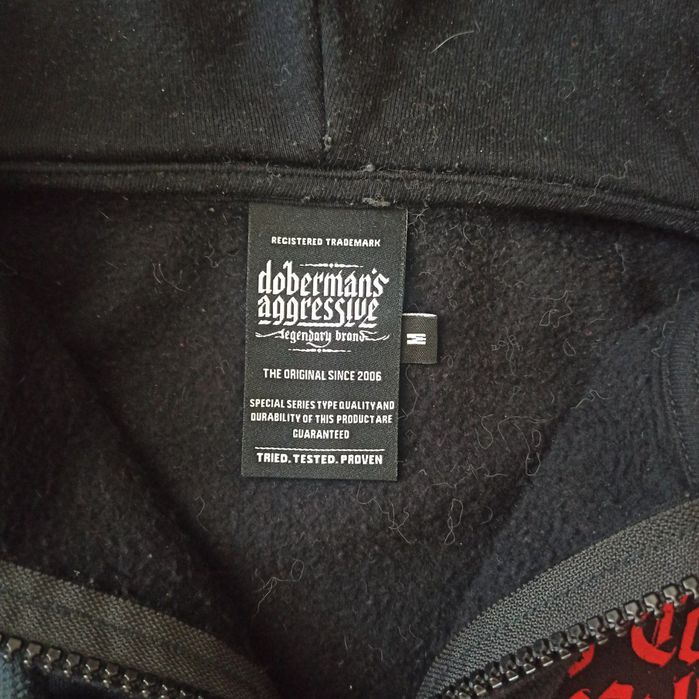 REGISTERED TRADEMARK
doberman's
aggressive
legendary brand
THE ORIGINAL SINCE 2006
SPECIAL SERIES TYPE QUALITY AND
DURABILITY OF THIS PRODUCT ARE
GUARANTEED
TRIED. TESTED. PROVEN
M